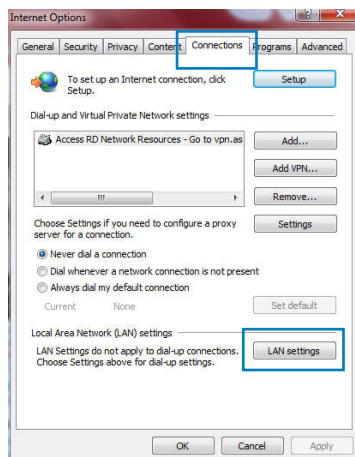 Internet Options
General Security Privacy Content Connections Programs Advanced
To set up an Internet connection, click
Setup.
Setup
Dial-up and Virtual Private Network settings
Access RD Network Resources - Go to vpn.as
Add...
Add VPN...
Remove...
Choose Settings if you need to configure a proxy
server for a connection.
Settings
Never dial a connection
Dial whenever a network connection is not present
Always dial my default connection
Current None
Set default
Local Area Network (LAN) settings
LAN Settings do not apply to dial-up connections.
Choose Settings above for dial-up settings.
LAN settings
OK Cancel Apply